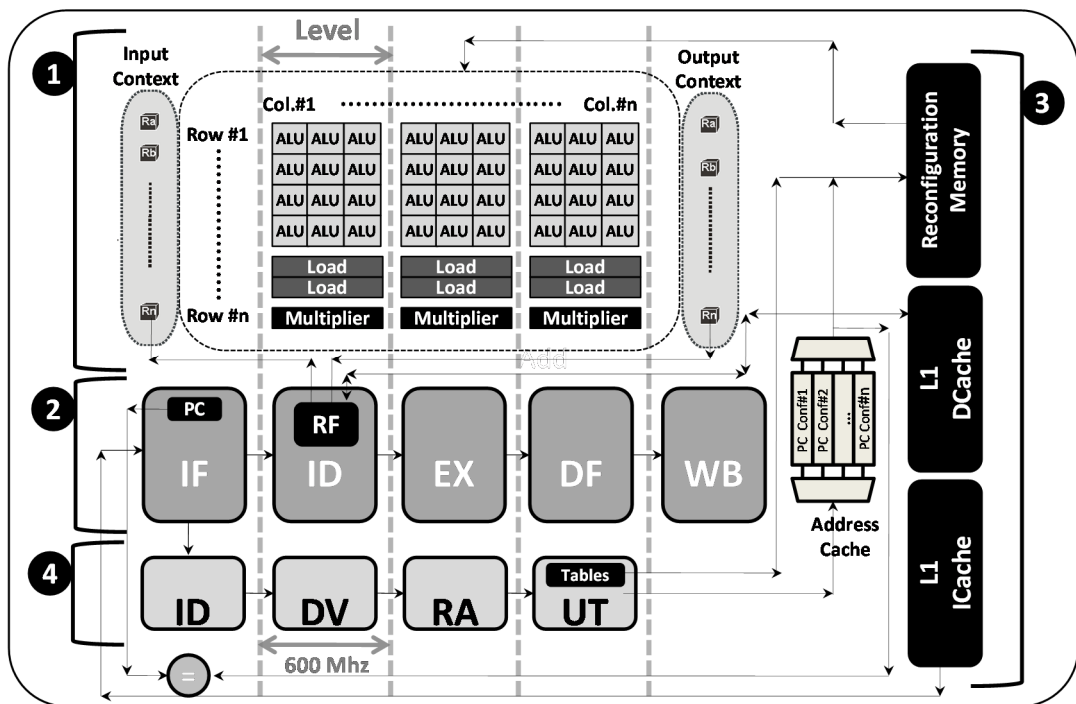 Level
1
Input
Context
Output
Context
3
Col.#1
Col.#n
Ra
Rb
Rn
Row #1
Row #n
ALU ALU ALU ALU ALU ALU ALU ALU ALU
ALU ALU ALU ALU ALU ALU ALU ALU ALU
ALU ALU ALU ALU ALU ALU ALU ALU ALU
ALU ALU ALU ALU ALU ALU ALU ALU ALU
Load Load Load
Load Load Load
Multiplier Multiplier Multiplier
Ra
Rb
Rn
Reconfiguration
Memory
Add
L1
DCache
2
PC
IF
RF
ID
EX
DF
WB
PC Conf#1
PC Conf#2
...
PC Conf#n
Address
Cache
L1
ICache
4
ID
DV
RA
Tables
UT
600 Mhz
=